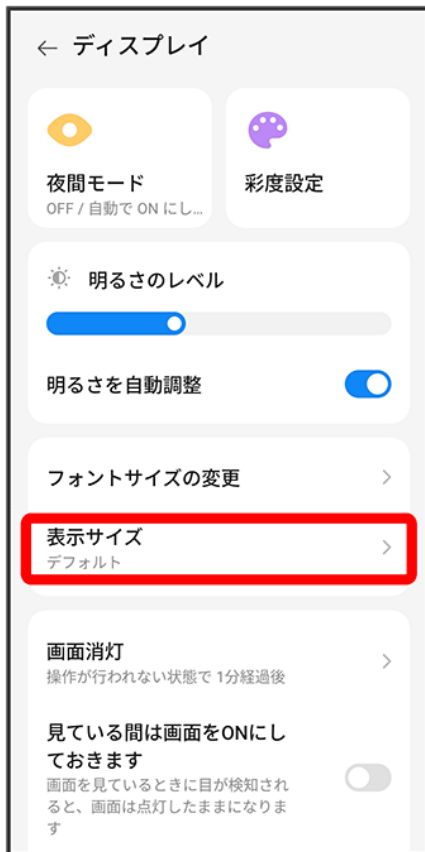 ← ディスプレイ
夜間モード
OFF / 自動で ON にし...
彩度設定
明るさのレベル
明るさを自動調整
フォントサイズの変更
表示サイズ
デフォルト
画面消灯
操作が行われない状態で 1分経過後
見ている間は画面をONにし
ておきます
画面を見ているときに目が検知され
ると、画面は点灯したままになりま
す